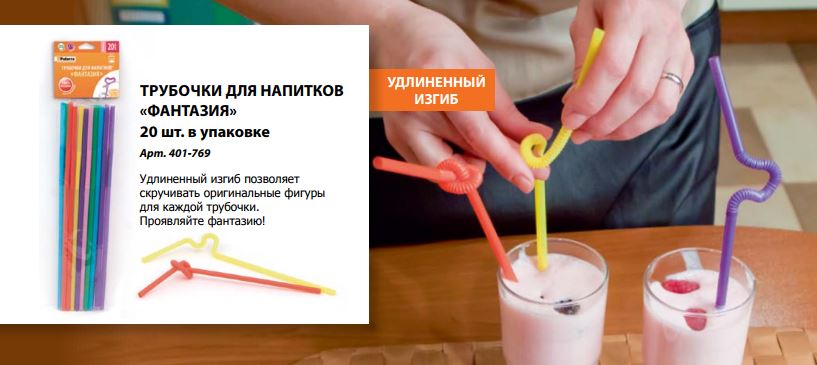 ТРУБОЧКИ ДЛЯ НАПИТКОВ
«ФАНТАЗИЯ»
20 шт. в упаковке
Арт. 401-769
Удлиненный изгиб позволяет
скручивать оригинальные фигуры
для каждой трубочки.
Проявляйте фантазию!
УДЛИНЕННЫЙ
ИЗГИБ
Paterra
ТРУБОЧКИ ДЛЯ НАПИТКОВ
«ФАНТАЗИЯ»